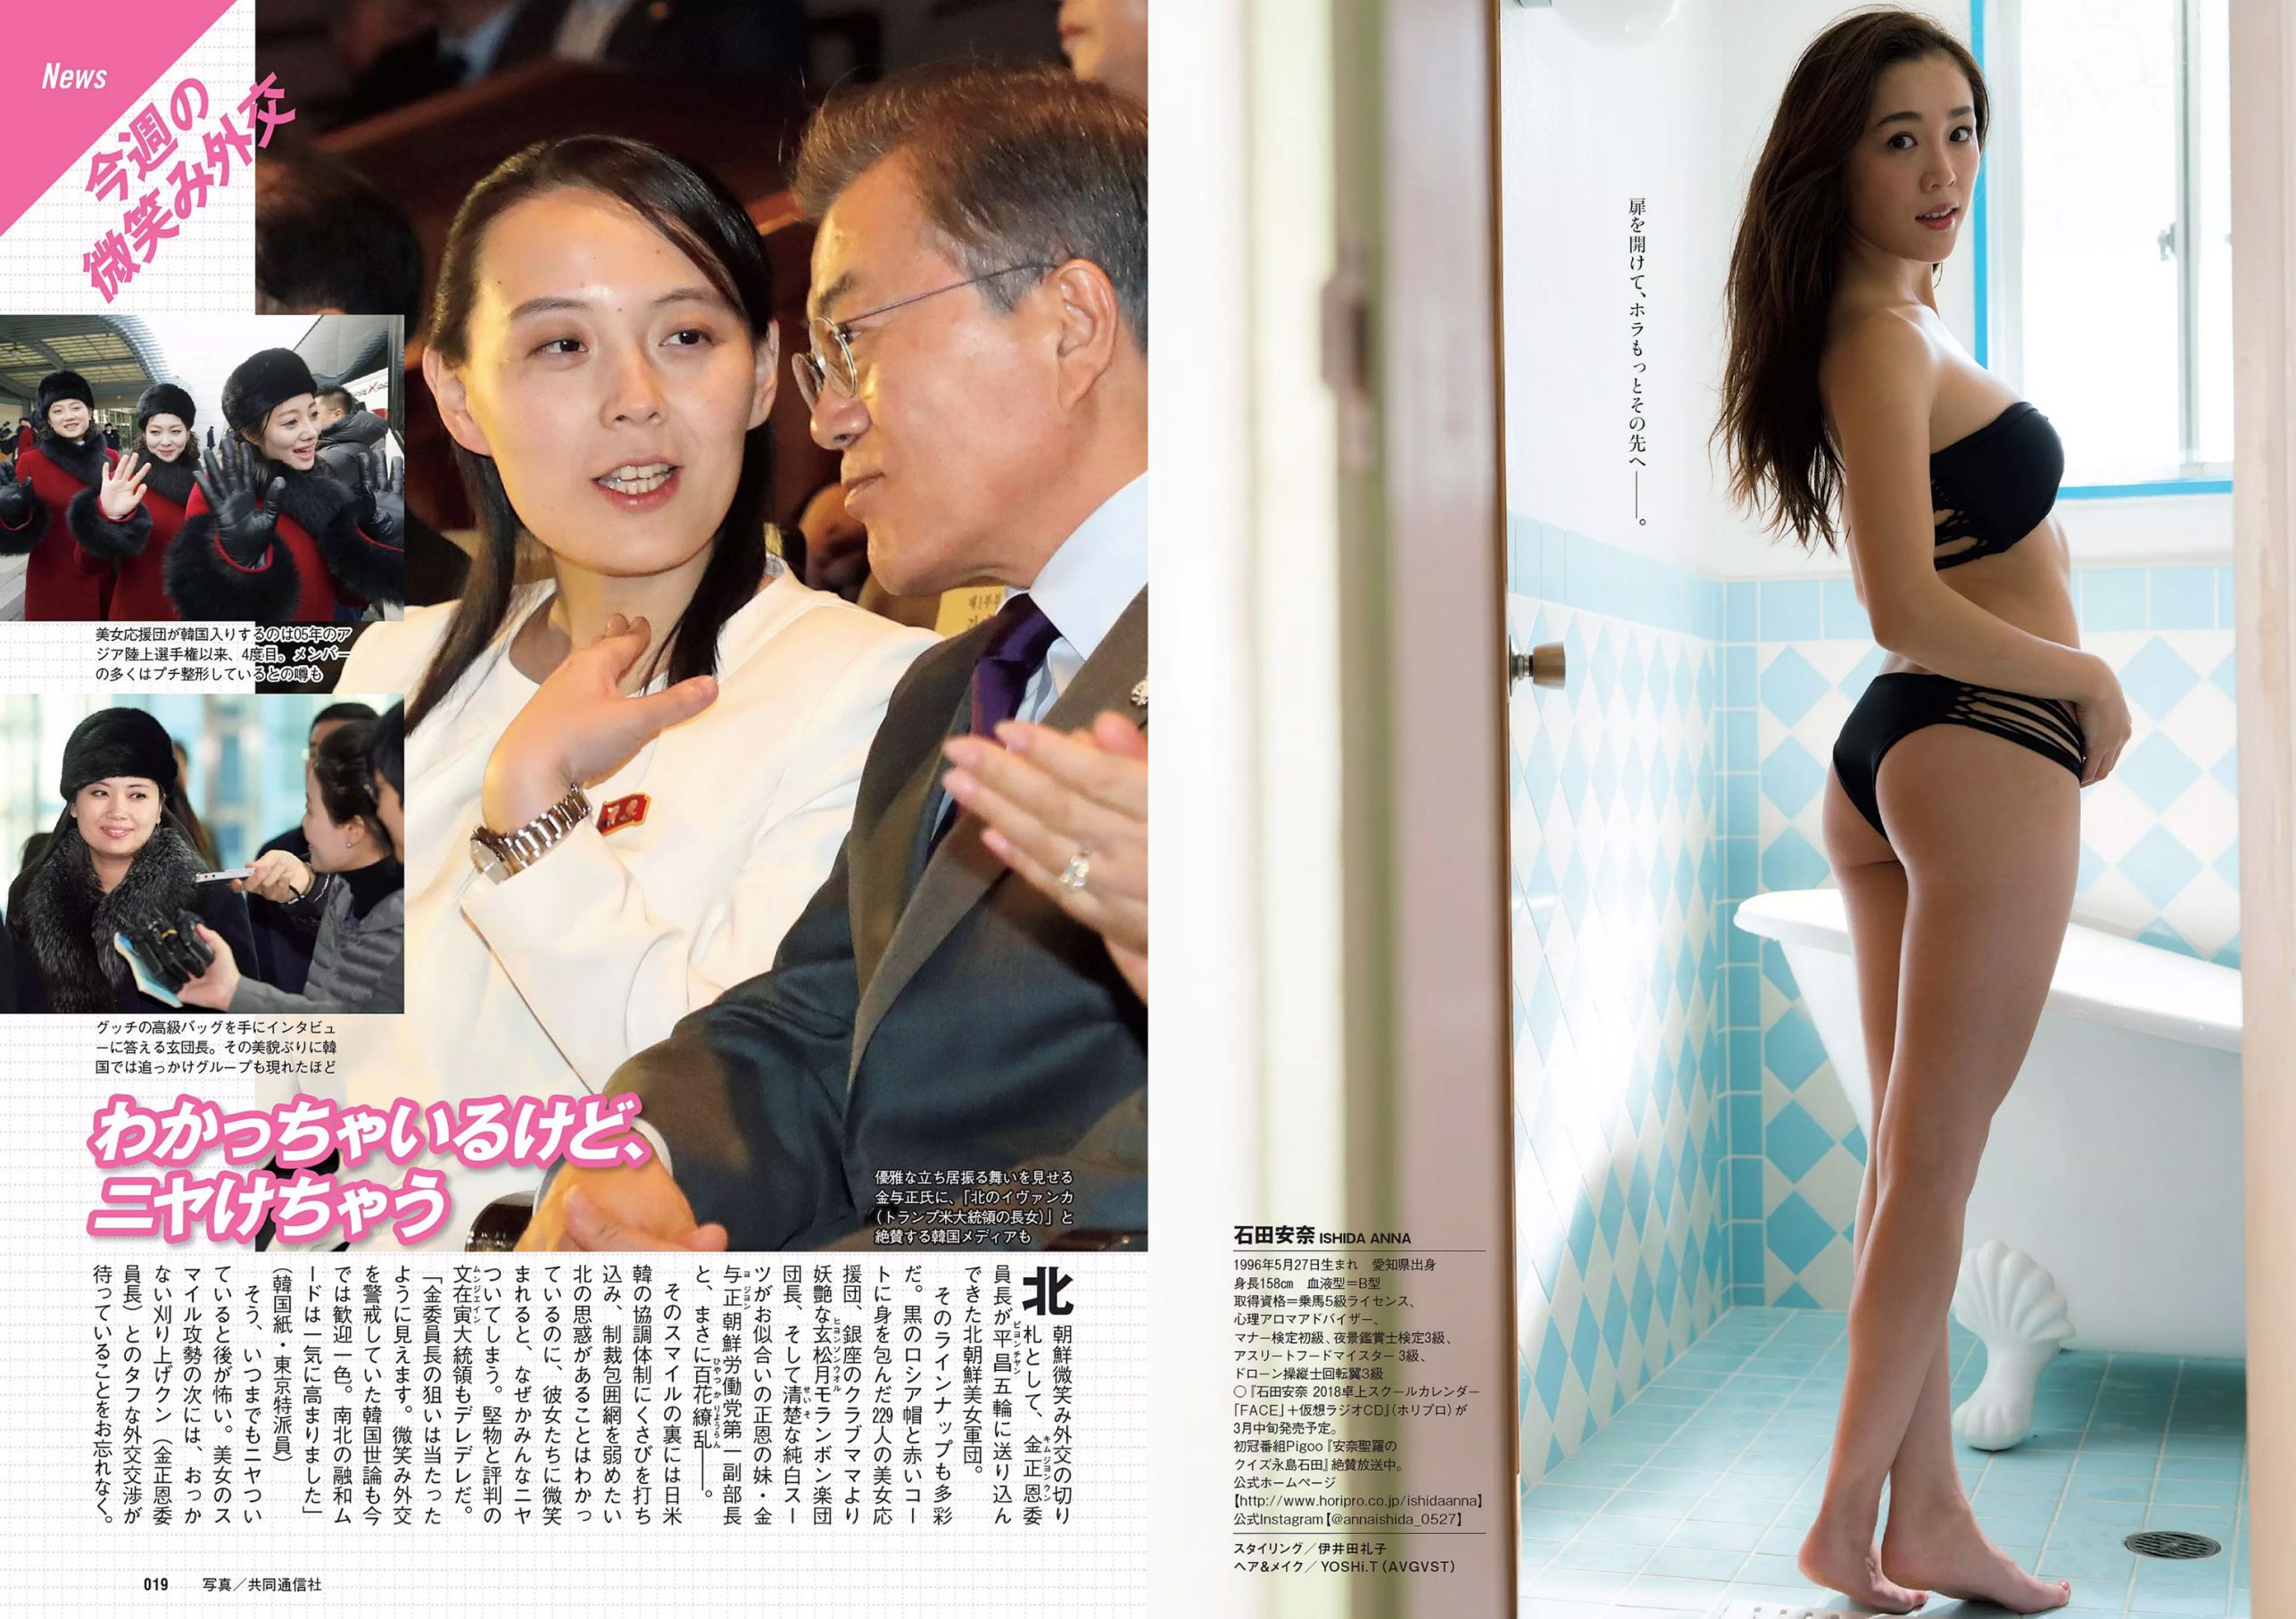 News
今週の
微笑み外交
美女応援団が韓国入りするのは05年のア
ジア陸上選手権以来、4度目。メンバー
の多くはプチ整形しているとの噂も
グッチの高級バッグを手にインタビュ
ーに答える玄団長。その美貌ぶりに韓
国では追っかけグループも現れたほど
わかっちゃいるけど、
ニヤけちゃう
優雅な立ち居振る舞いを見せる
金与正氏に、「北のイヴァンカ
（トランプ米大統領の長女）」と
絶賛する韓国メディアも
北朝鮮微笑み外交の切り
札として、金正恩委
員長が平昌五輪に送り込ん
できた北朝鮮美女軍団。
そのラインナップも多彩
だ。黒のロシア帽と赤いコー
トに身を包んだ229人の美女応
援団、銀座のクラブママより
妖艶な玄松月モランボン楽団
団長、そして清楚な純白スー
ツがお似合いの正恩の妹・金
与正朝鮮労働党第一副部長
と、まさに百花繚乱――。
そのスマイルの裏には日米
韓の協調体制にくさびを打ち
込み、制裁包囲網を弱めたい
北の思惑があることはわかっ
ているのに、彼女たちに微笑
まれると、なぜかみんなニヤ
ついてしまう。堅物と評判の
文在寅大統領もデレデレだ。
「金委員長の狙いは当たった
ように見えます。微笑み外交
を警戒していた韓国世論も今
では歓迎一色。南北の融和ム
ードは一気に高まりました」
（韓国紙・東京特派員）
そう、いつまでもニヤつい
ていると後が怖い。美女のス
マイル攻勢の次には、おっか
ない刈り上げクン（金正恩委
員長）とのタフな外交交渉が
待っていることをお忘れなく。
019 写真／共同通信社
扉を開けて、ホラもっとその先へ――。
石田安奈 ISHIDA ANNA
1996年5月27日生まれ 愛知県出身
身長158㎝ 血液型＝B型
取得資格＝乗馬5級ライセンス、
心理アロマアドバイザー、
マナー検定初級、夜景鑑賞士検定3級、
アスリートフードマイスター 3級、
ドローン操縦士回転翼3級
○『石田安奈 2018卓上スクールカレンダー
「FACE」＋仮想ラジオCD』（ホリプロ）が
3月中旬発売予定。
初冠番組Pigoo『安奈聖羅の
クイズ永島石田』絶賛放送中。
公式ホームページ
【http://www.horipro.co.jp/ishidaanna】
公式Instagram【@annaishida_0527】
スタイリング／伊井田礼子
ヘア&メイク／YOSHi.T（AVGVST）